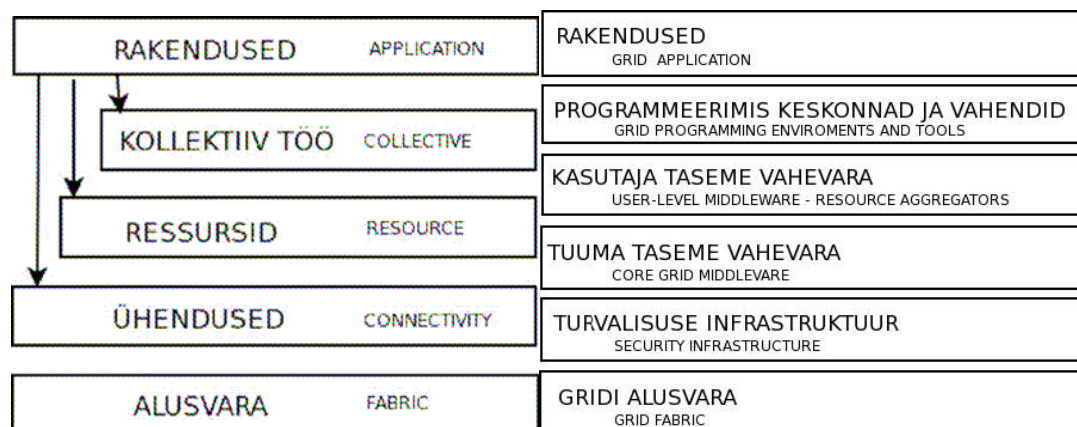 RAKENDUSED APPLICATION
KOLLEKTIIV TÖÖ COLLECTIVE
RESSURSID RESOURCE
ÜHENDUSED CONNECTIVITY
ALUSVARA FABRIC
RAKENDUSED
GRID APPLICATION
PROGRAMMEERIMIS KESKONNAD JA VAHENDID
GRID PROGRAMMING ENVIROMENTS AND TOOLS
KASUTAJA TASEME VAHEVARA
USER-LEVEL MIDDLEWARE - RESOURCE AGGREGATORS
TUUMA TASEME VAHEVARA
CORE GRID MIDDLEVARE
TURVALISUSE INFRASTRUKTUUR
SECURITY INFRASTRUCTURE
GRIDI ALUSVARA
GRID FABRIC